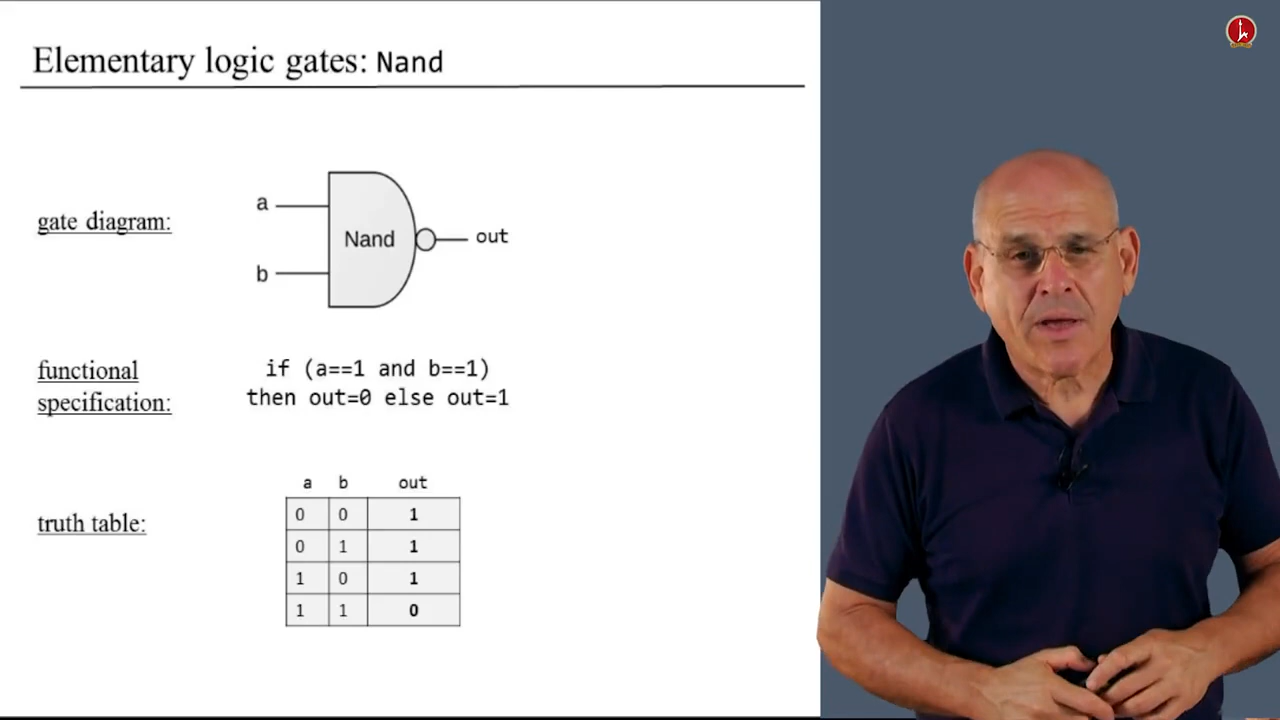 Elementary logic gates: Nand
gate diagram:
a
b
Nand
out
functional
specification:
if (a==1 and b==1)
then out=0 else out=1
truth table:
a b out
0 0 1
0 1 1
1 0 1
1 1 0